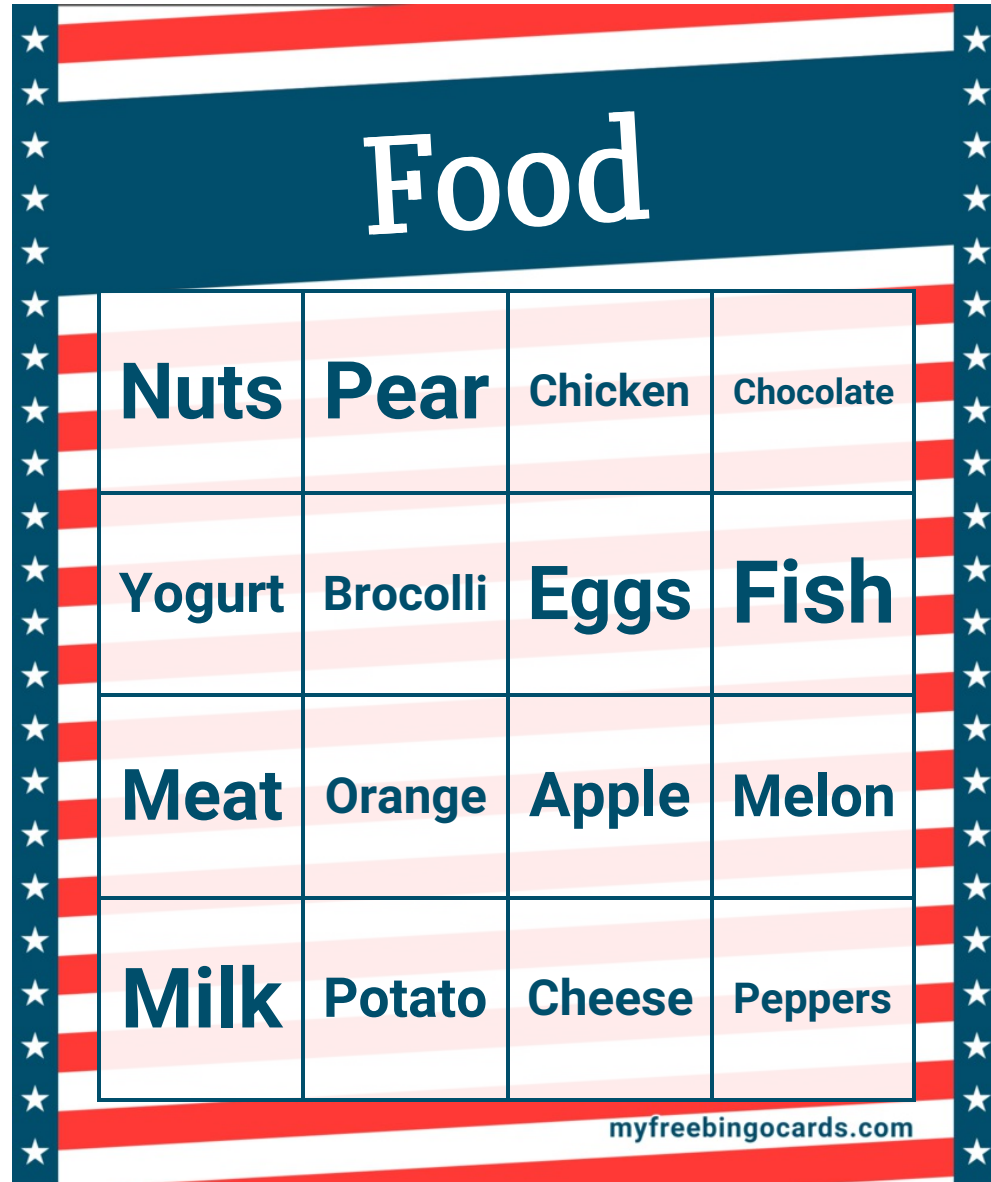 Food
Nuts Pear Chicken Chocolate
Yogurt Brocolli Eggs Fish
Meat Orange Apple Melon
Milk Potato Cheese Peppers
myfreebingocards.com